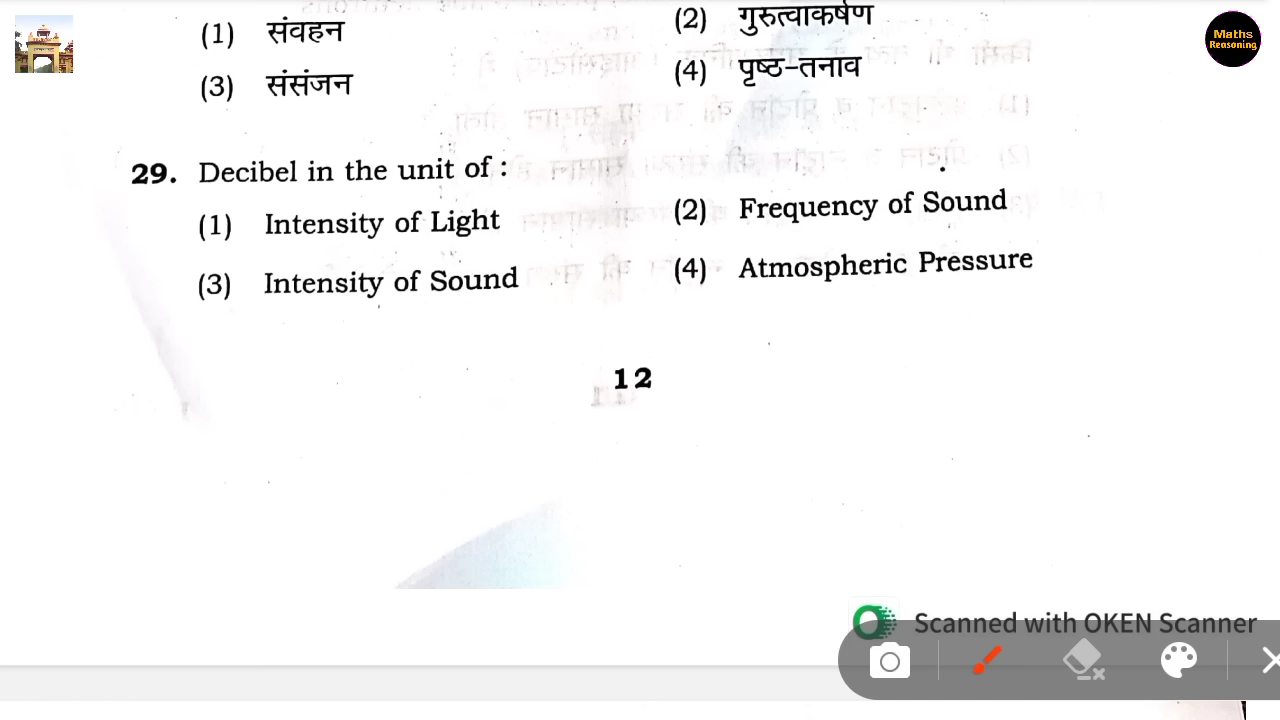 Maths
Reasoning
(1) संवहन
(2) गुरुत्वाकर्षण
(3) संसंजन
(4) पृष्ठ-तनाव
29. Decibel in the unit of :
(1) Intensity of Light
(2) Frequency of Sound
(3) Intensity of Sound
(4) Atmospheric Pressure
12
Scanned with OKEN Scanner